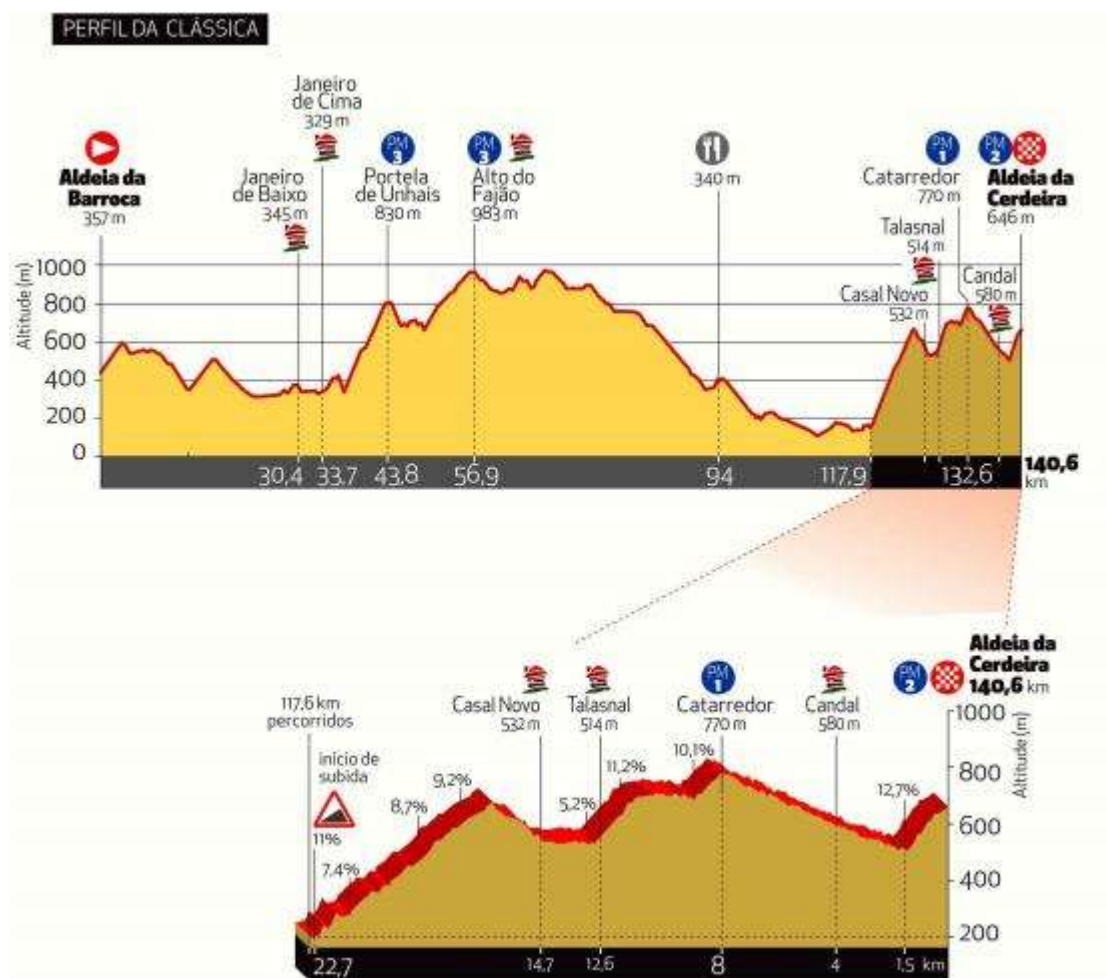 PERFIL DA CLÁSSICA
Janeiro
de Cima
329 m
PM
3
PM
3
PM
1
PM
2
Aldeia da
Barroca
357 m
Janeiro
de Baixo
345 m
Portela
de Unhais
830 m
Alto do
Fajão
983 m
340 m
Catarredor
770 m
Aldeia da
Cerdeira
646 m
Talasnal
514 m
Casal Novo
532 m
Candal
580 m
Altitude (m)
1000
800
600
400
200
0
30,4
33,7
43,8
56,9
94
117,9
132,6
140,6
km
Aldeia da
Cerdeira
140,6 km
PM
1
PM
2
117,6 km
percorridos
Casal Novo
532 m
Talasnal
514 m
Catarredor
770 m
Candal
580 m
início de
subida
11%
7.4%
8,7%
9,2%
5,2%
11,2%
10,1%
12,7%
1000
800
600
400
200
Altitude (m)
22,7
14,7
12,6
8
4
1,5 km